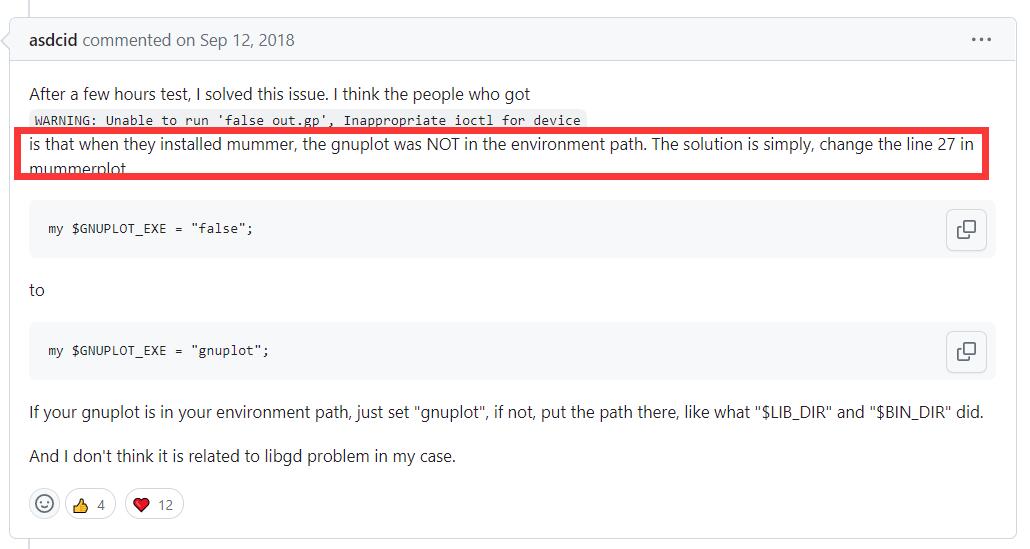 asdcid commented on Sep 12, 2018
After a few hours test, I solved this issue. I think the people who got
WARNING: Unable to run 'false out.gp', Inappropriate ioctl for device
is that when they installed mummer, the gnuplot was NOT in the environment path. The solution is simply, change the line 27 in
mummerplot
my $GNUPLOT_EXE = "false";
to
my $GNUPLOT_EXE = "gnuplot";
If your gnuplot is in your environment path, just set "gnuplot", if not, put the path there, like what "$LIB_DIR" and "$BIN_DIR" did.
And I don't think it is related to libgd problem in my case.
4
12